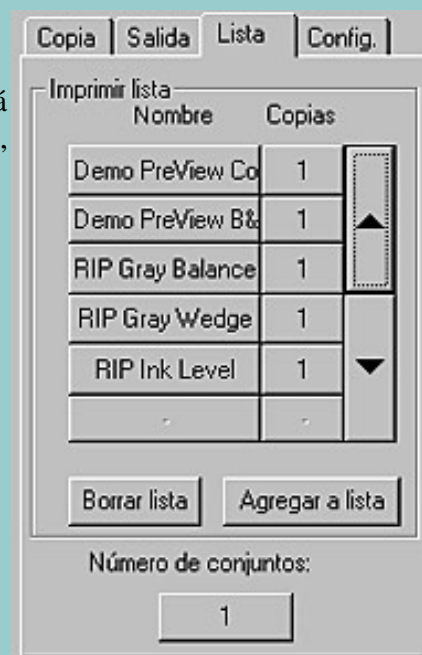 Copia Salida Lista Config.
á
,
Imprimir lista
Nombre Copias
Demo PreView Co 1
Demo PreView B& 1
RIP Gray Balance 1
RIP Gray Wedge 1
RIP Ink Level 1
- -
Borrar lista Agregar a lista
Número de conjuntos:
1